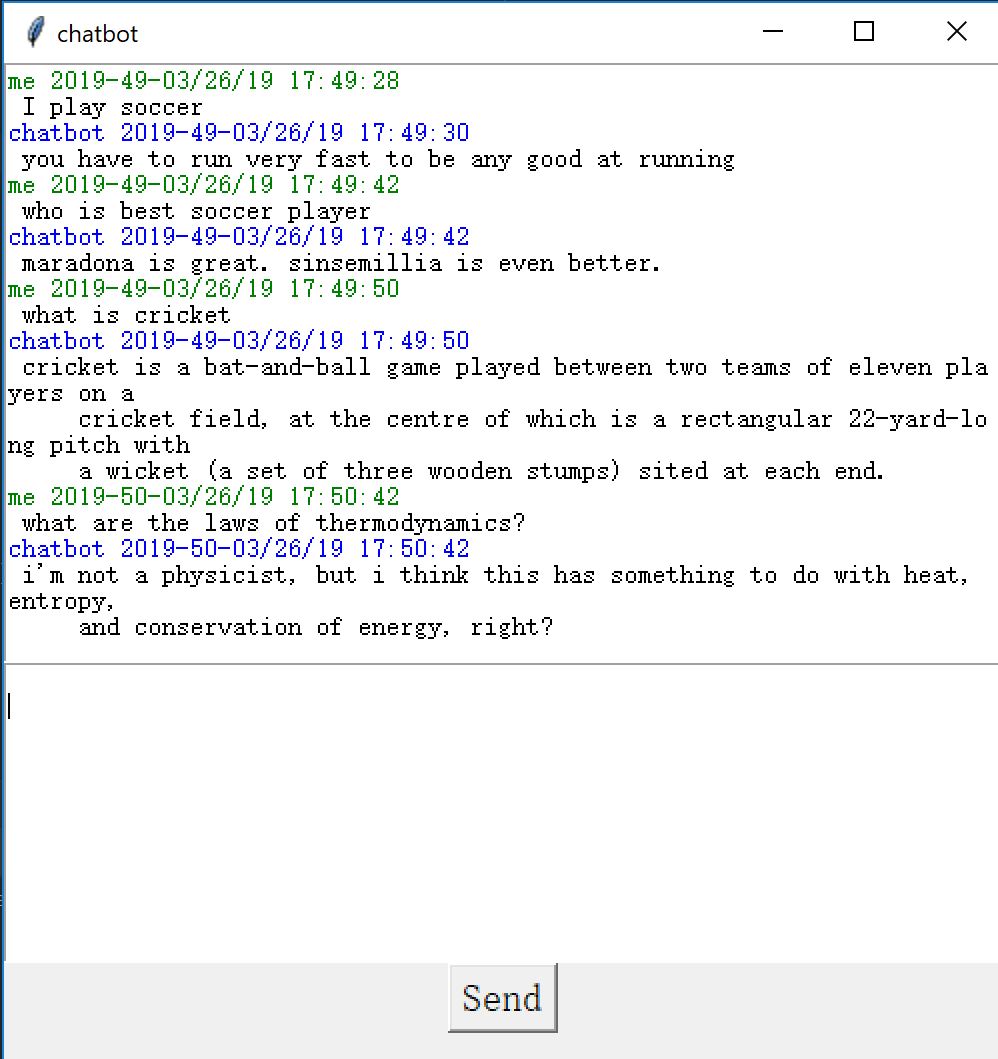 chatbot
me 2019-49-03/26/19 17:49:28
I play soccer
chatbot 2019-49-03/26/19 17:49:30
you have to run very fast to be any good at running
me 2019-49-03/26/19 17:49:42
who is best soccer player
chatbot 2019-49-03/26/19 17:49:42
maradona is great. sinsemillia is even better.
me 2019-49-03/26/19 17:49:50
what is cricket
chatbot 2019-49-03/26/19 17:49:50
cricket is a bat-and-ball game played between two teams of eleven pla
yers on a
cricket field, at the centre of which is a rectangular 22-yard-lo
ng pitch with
a wicket (a set of three wooden stumps) sited at each end.
me 2019-50-03/26/19 17:50:42
what are the laws of thermodynamics?
chatbot 2019-50-03/26/19 17:50:42
i'm not a physicist, but i think this has something to do with heat,
entropy,
and conservation of energy, right?
Send